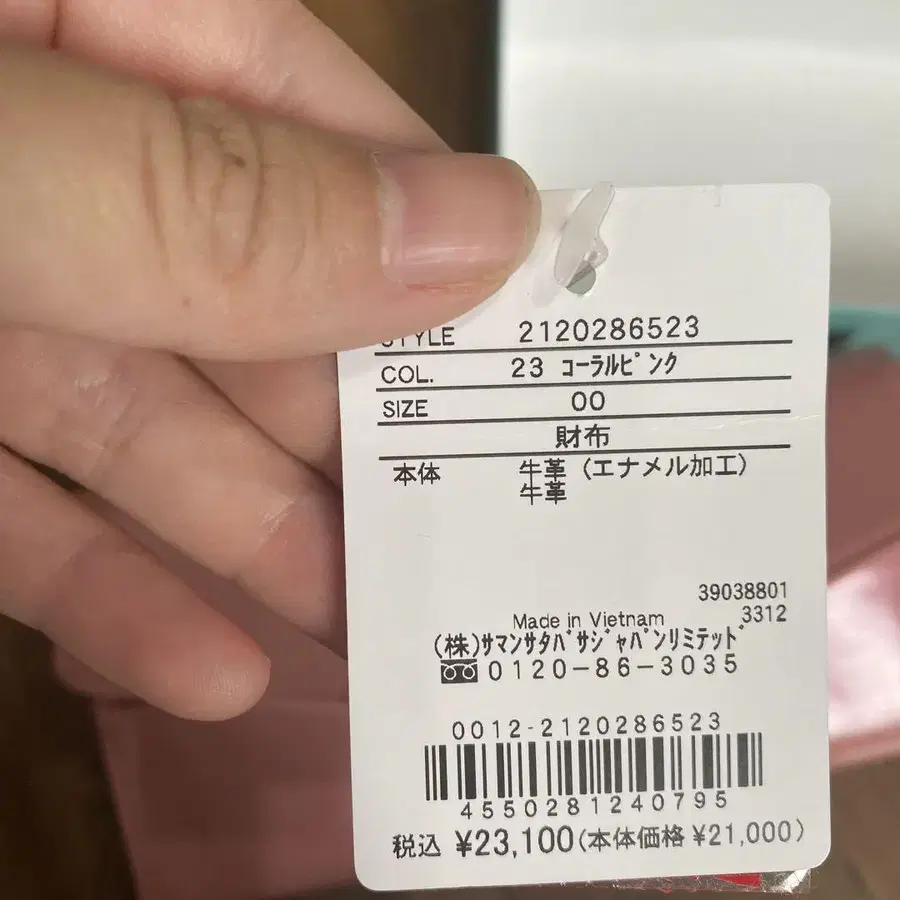 STYLE 2120286523
COL. 23 コーラルピンク
SIZE 00
財布
本体 牛革(エナメル加工)
牛革
39038801
Made in Vietnam 3312
(株)サマンサタバサジャパンリミテッド
0120-86-3035
0012-2120286523
4550281240795
税込 ¥23,100(本体価格 ¥21,000)